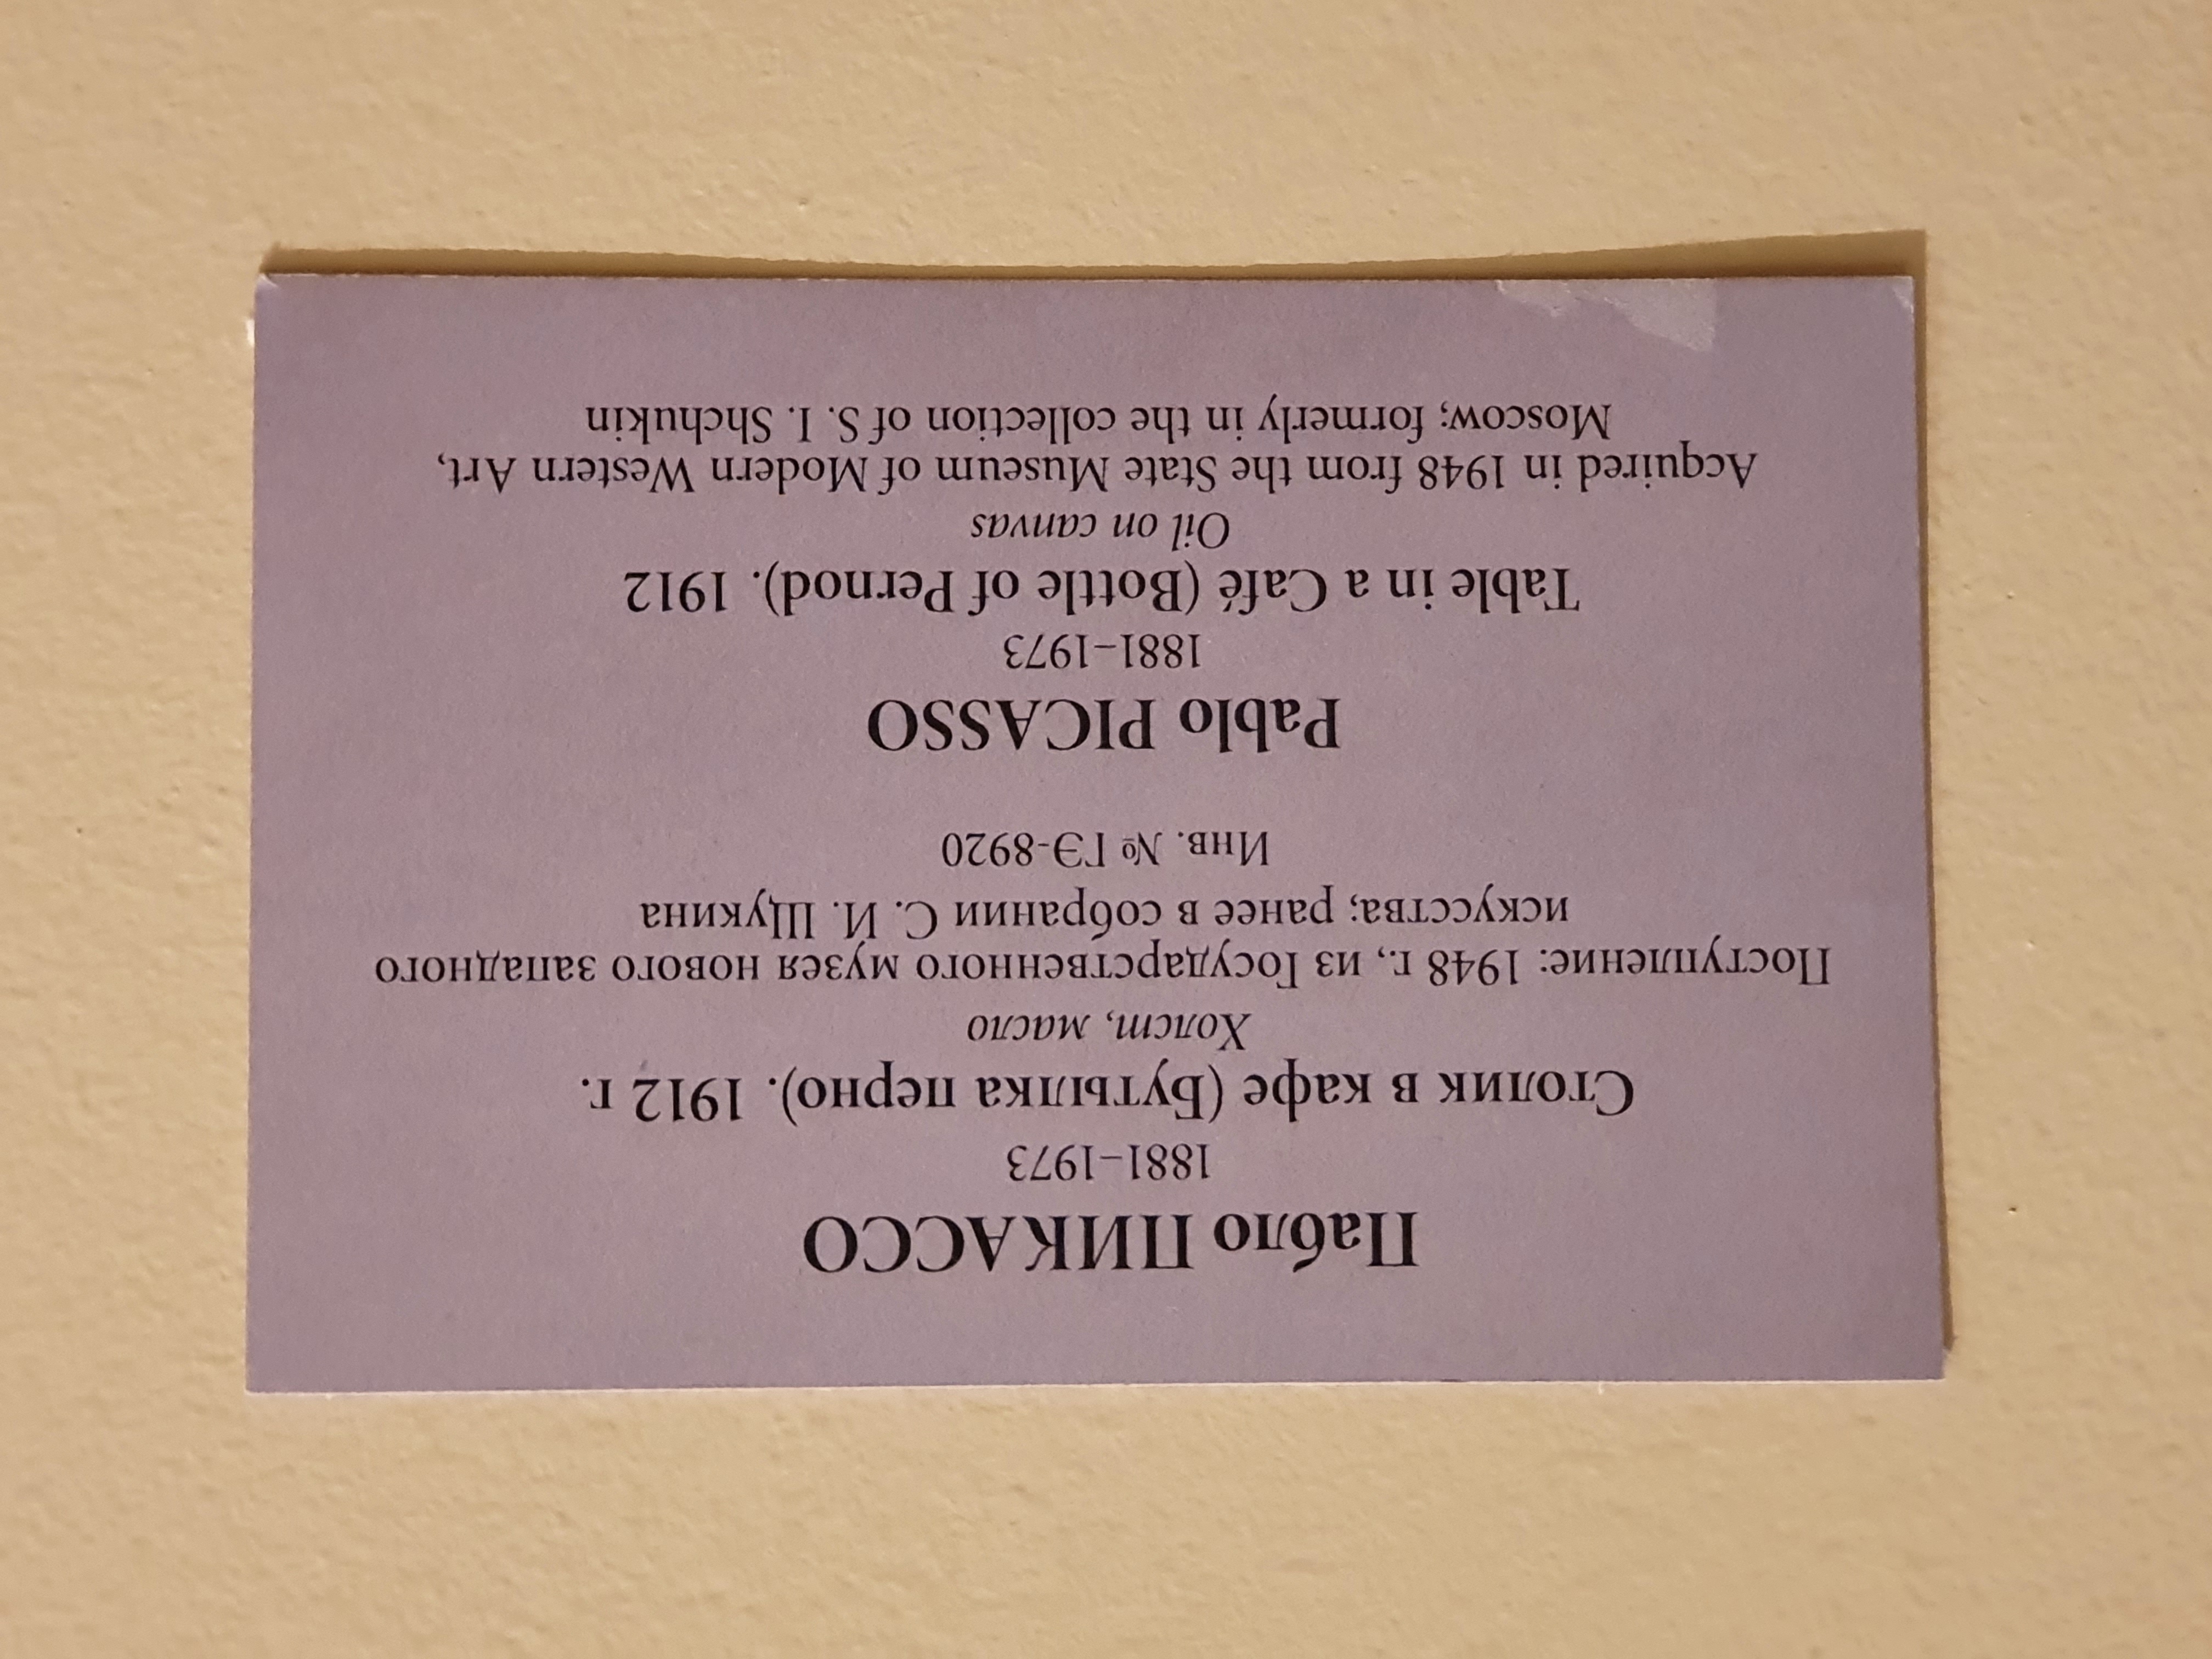 Пабло ПИКАССО
1881–1973
Столик в кафе (Бутылка перно). 1912 г.
Холст, масло
Поступление: 1948 г., из Государственного музея нового западного
искусства; ранее в собрании С. И. Щукина
Инв. № ГЭ-8920
Pablo PICASSO
1881–1973
Table in a Café (Bottle of Pernod). 1912
Oil on canvas
Acquired in 1948 from the State Museum of Modern Western Art,
Moscow; formerly in the collection of S. I. Shchukin